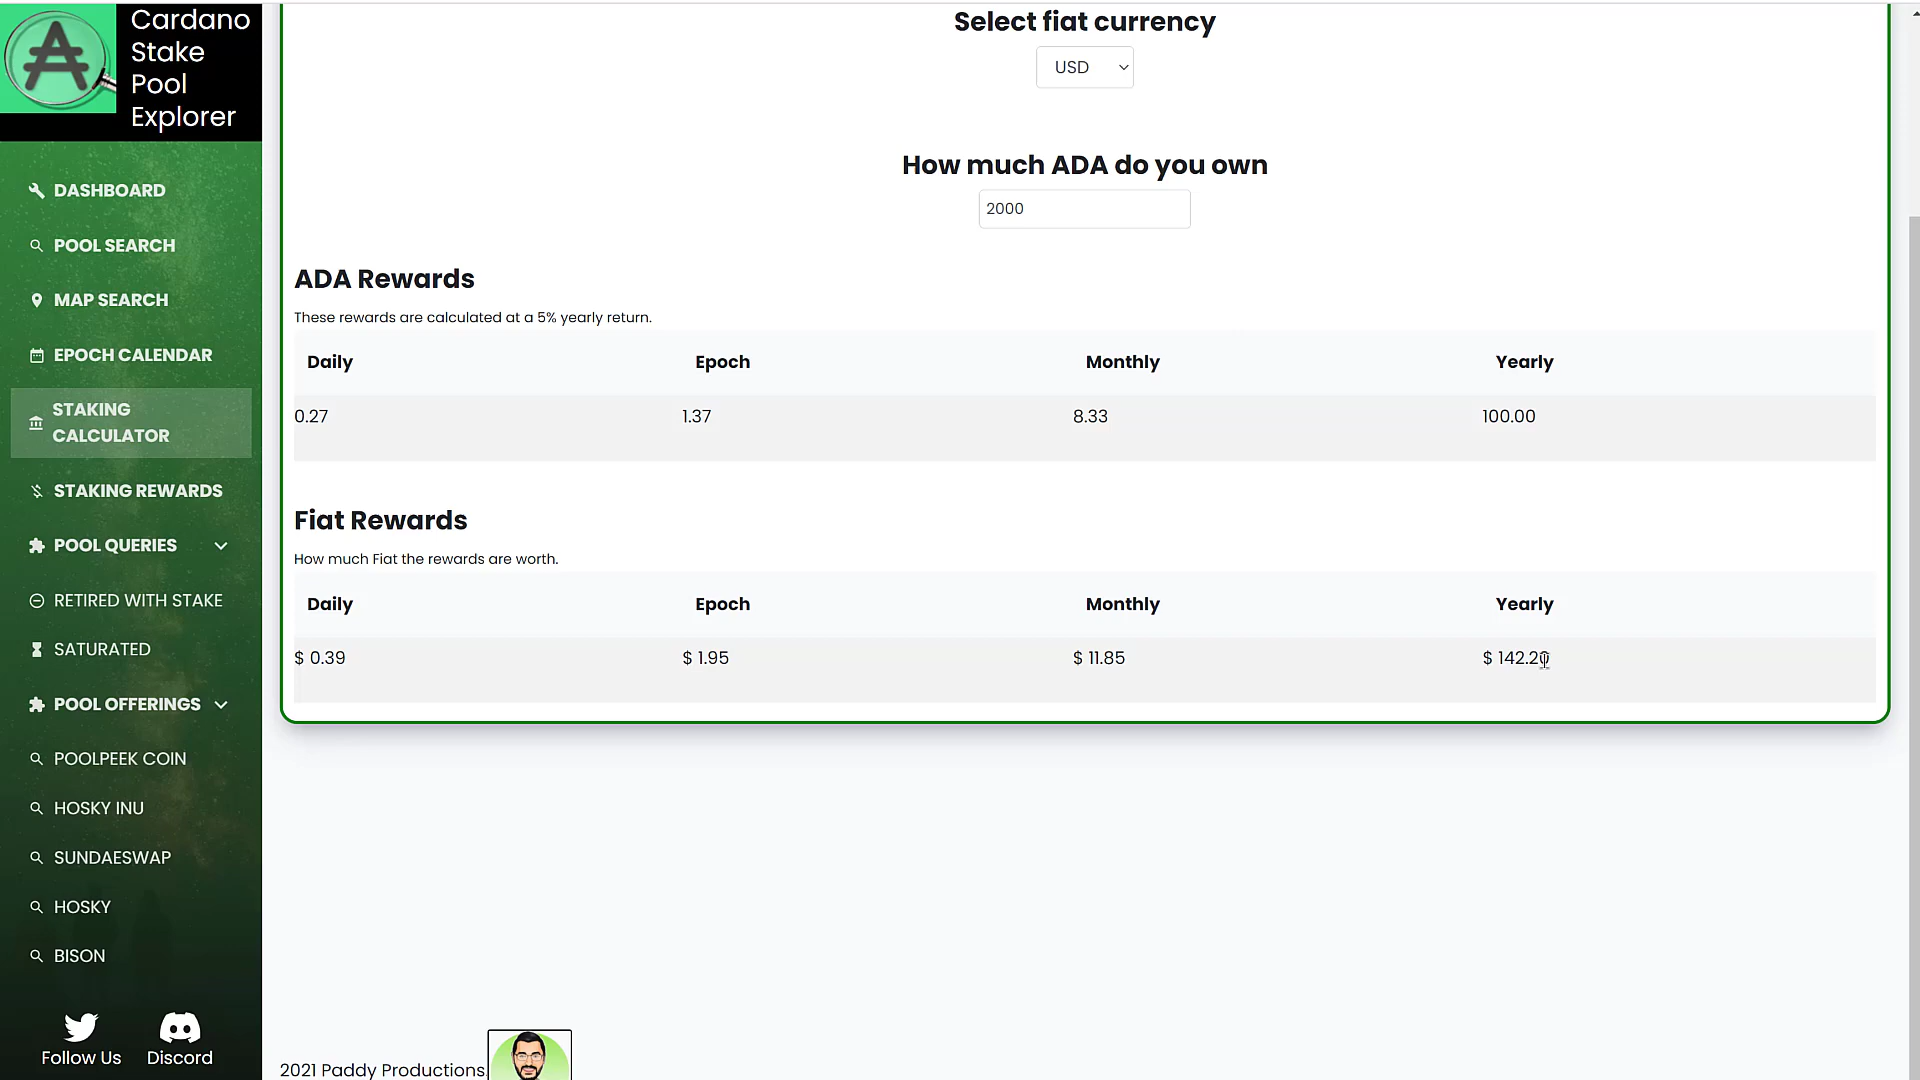 Cardano
Stake
Pool
Explorer
DASHBOARD
POOL SEARCH
MAP SEARCH
EPOCH CALENDAR
STAKING
CALCULATOR
STAKING REWARDS
POOL QUERIES
RETIRED WITH STAKE
SATURATED
POOL OFFERINGS
POOLPEEK COIN
HOSKY INU
SUNDAESWAP
HOSKY
BISON
Follow Us Discord
Select fiat currency
USD
How much ADA do you own
2000
ADA Rewards
These rewards are calculated at a 5% yearly return.
Daily Epoch Monthly Yearly
0.27 1.37 8.33 100.00
Fiat Rewards
How much Fiat the rewards are worth.
Daily Epoch Monthly Yearly
$ 0.39 $ 1.95 $ 11.85 $ 142.20
2021 Paddy Productions.